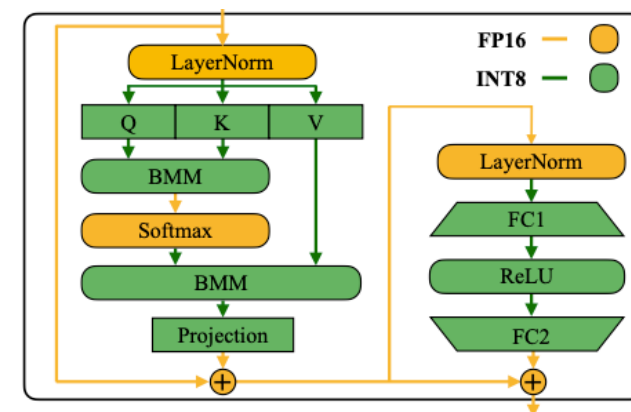 FP16
INT8
LayerNorm
Q K V
BMM
Softmax
BMM
Projection
+
LayerNorm
FC1
ReLU
FC2
+